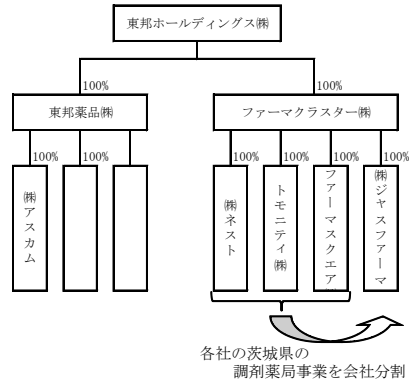 東邦ホールディングス㈱
100%
100%
東邦薬品㈱
ファーマクラスター㈱
100%
100%
100%
100%
100%
100%
㈱アスカム
㈱ネスト
トモニティ㈱
ファーマスクエア
㈱ジャスファーマ
各社の茨城県の
調剤薬局事業を会社分割